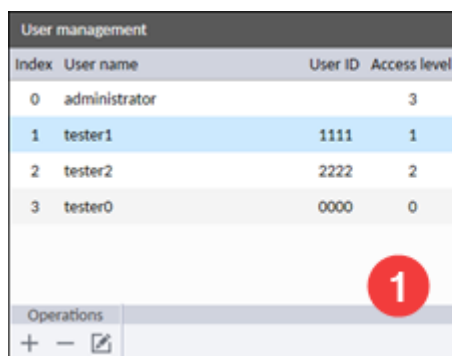 User management
Index User name User ID Access level
0 administrator 3
1 tester1 1111 1
2 tester2 2222 2
3 tester0 0000 0
1
Operations